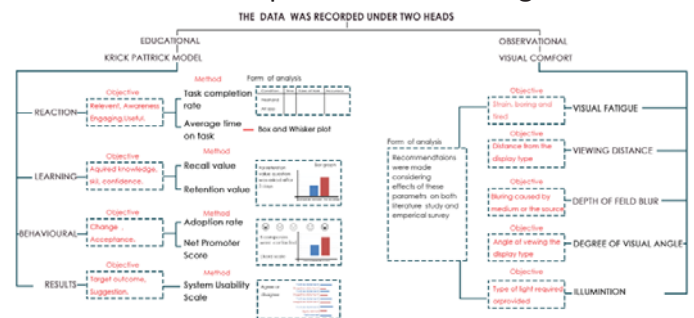 THE DATA WAS RECORDED UNDER TWO HEADS
EDUCATIONAL
KRICK PATTRICK MODEL
OBSERVATIONAL
VISUAL COMFORT
REACTION
Objective
Relevent, Awareness
Engaging,Useful.
Method
Task completion
rate
Average time
on task
Form of analysis
Box and Whisker plot
LEARNING
Objective
Aquired knowledge,
skil, confidence.
Method
Recall value
Retention value
BEHAVIOURAL
Objective
Change ,
Acceptance.
Method
Adoption rate
Net Promoter
Score
RESULTS
Objective
Target outcome,
Suggestion,
Method
System Usability
Scale
Form of analysis
Recommendtaions
were made
considering
effects of these
parametrs on both
literature study and
emperical survey
Objective
Strain, boring and
tired
VISUAL FATIGUE
Objective
Distance from the
display type
VIEWING DISTANCE
Objective
Bluring caused by
medium or the source
DEPTH OF FEILD BLUR
Objective
Angle of viewing the
display type
DEGREE OF VISUAL ANGLE
Objective
Type of light required
orprovided
ILLUMINTION